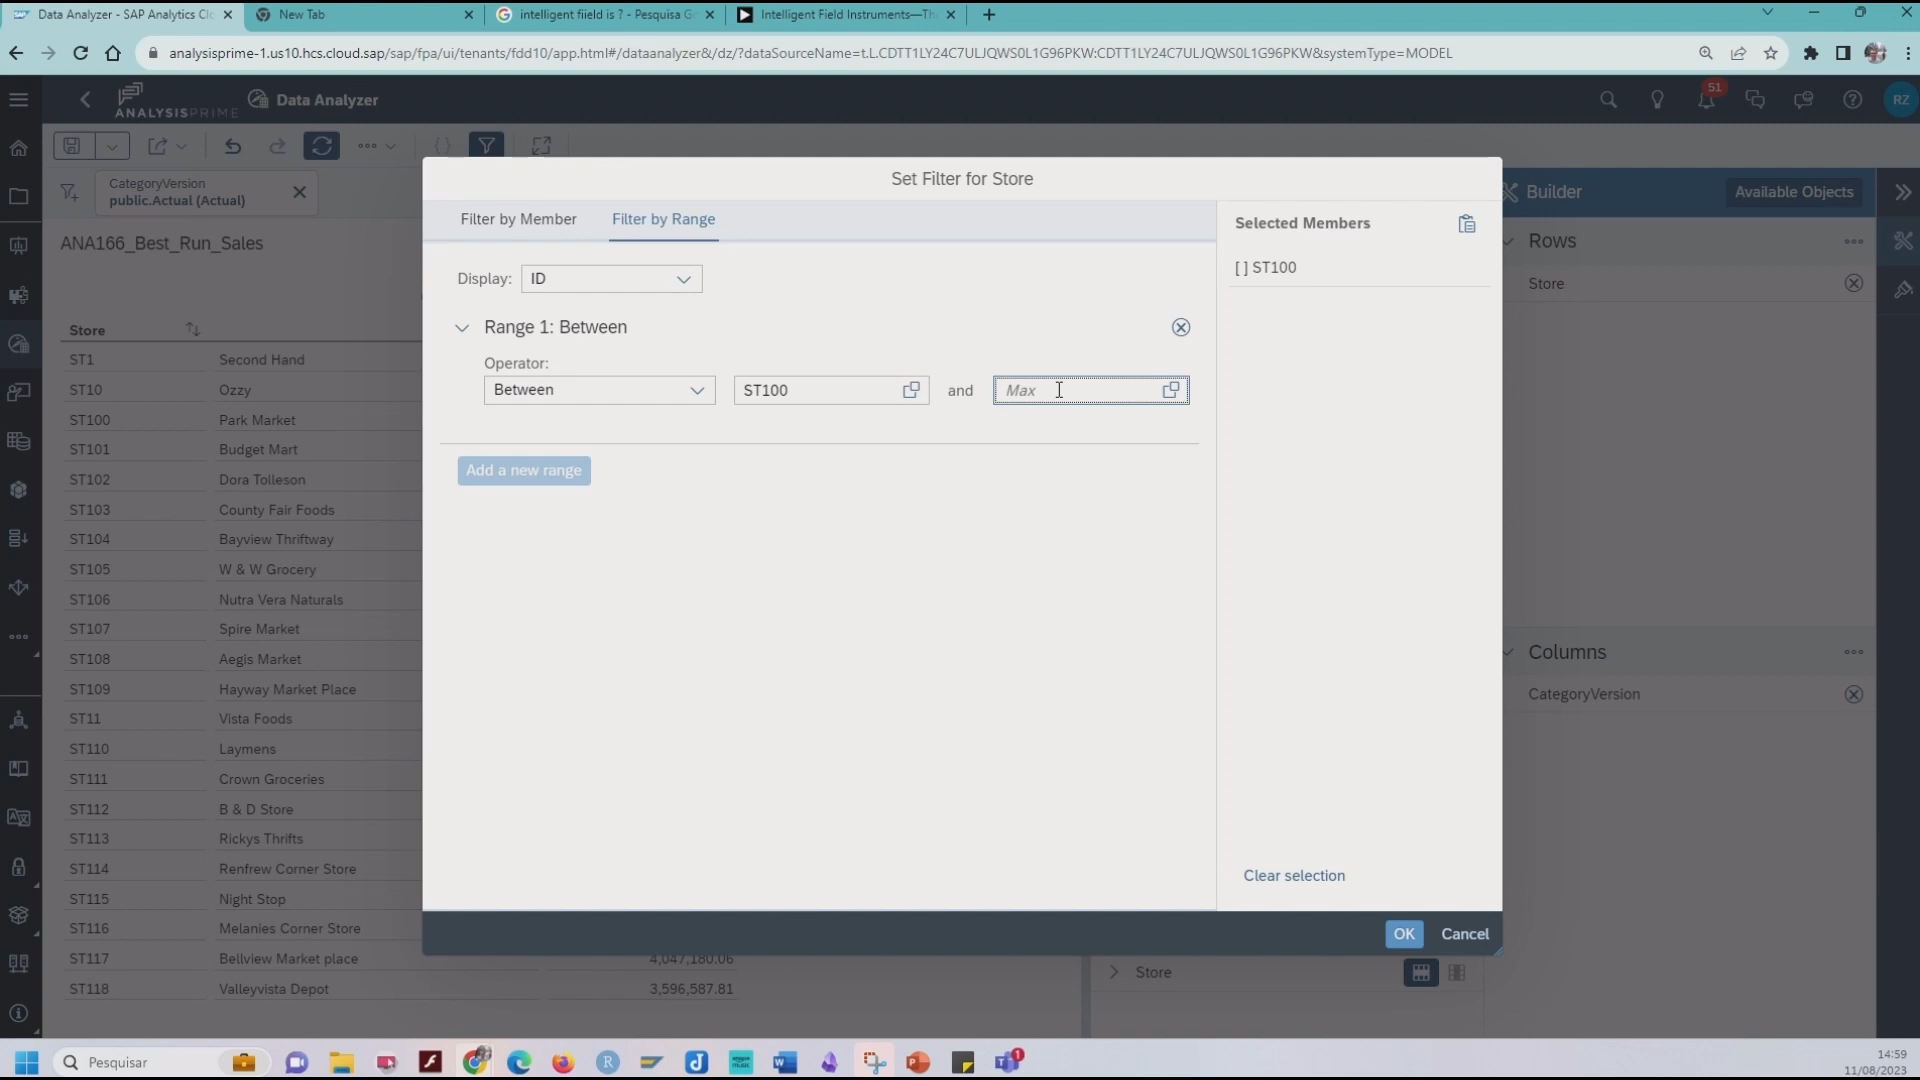 Data Analyzer - SAP Analytics Cl
New Tab
intelligent fiield is ? - Pesquisa G
Intelligent Field Instruments—Th
analysisprime-1.us10.hcs.cloud.sap/sap/fpa/ui/tenants/fdd10/app.html#/dataanalyzer&/dz/?dataSourceName=t.L.CDTT1LY24C7ULJQWS0L1G96PKW:CDTT1LY24C7ULJQWS0L1G96PKW&systemType=MODEL
ANALYSISPRIME
Data Analyzer
51
RZ
CategoryVersion
public.Actual (Actual)
Set Filter for Store
Filter by Member
Filter by Range
Selected Members
Builder
Available Objects
ANA166_Best_Run_Sales
Rows
Display:
ID
[ ] ST100
Store
Range 1: Between
Operator:
Between
ST100
and
Max
Add a new range
Store
ST1 Second Hand
ST10 Ozzy
ST100 Park Market
ST101 Budget Mart
ST102 Dora Tolleson
ST103 County Fair Foods
ST104 Bayview Thriftway
ST105 W & W Grocery
ST106 Nutra Vera Naturals
ST107 Spire Market
ST108 Aegis Market
ST109 Hayway Market Place
ST11 Vista Foods
ST110 Laymens
ST111 Crown Groceries
ST112 B & D Store
ST113 Rickys Thrifts
ST114 Renfrew Corner Store
ST115 Night Stop
ST116 Melanies Corner Store
ST117 Bellview Market place 4,047,180.06
ST118 Valleyvista Depot 3,596,587.81
Columns
CategoryVersion
Clear selection
OK
Cancel
Store
Pesquisar
1
14:59
11/08/2023